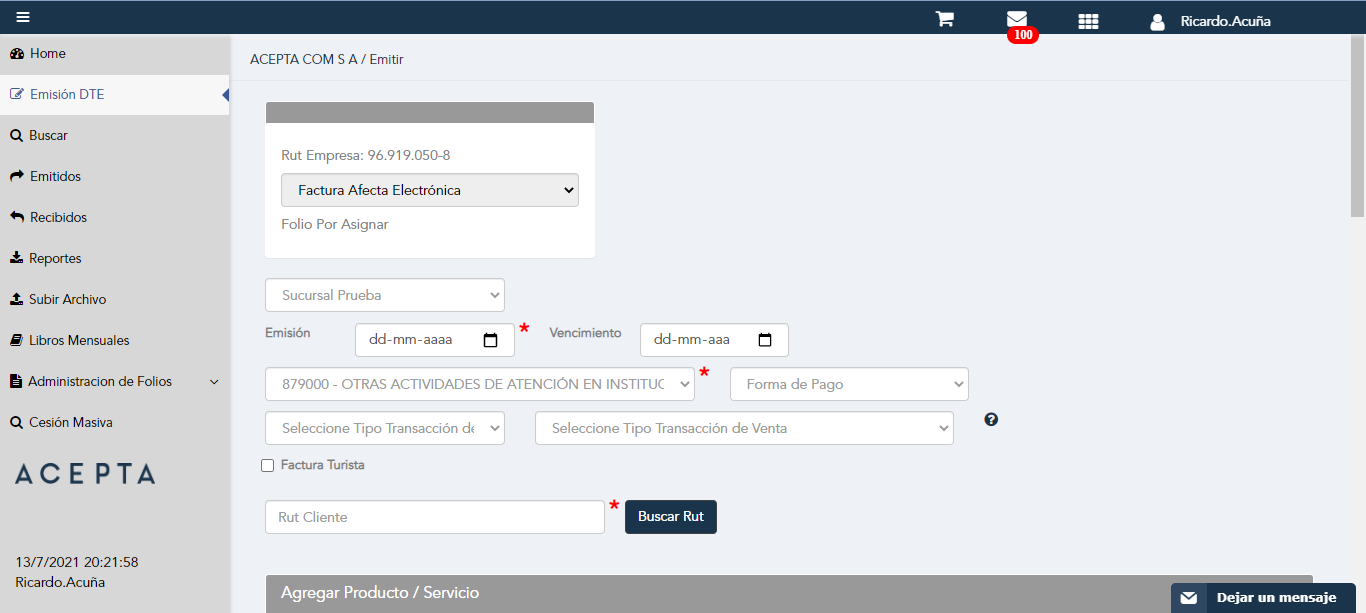 Ricardo.Acuña
100
Home
Emisión DTE
Buscar
Emitidos
Recibidos
Reportes
Subir Archivo
Libros Mensuales
Administracion de Folios
Cesión Masiva
ACEPTA
13/7/2021 20:21:58
Ricardo.Acuña
ACEPTA COM S A / Emitir
Rut Empresa: 96.919.050-8
Factura Afecta Electrónica
Folio Por Asignar
Sucursal Prueba
Emisión dd-mm-aaaa * Vencimiento dd-mm-aaa
879000 - OTRAS ACTIVIDADES DE ATENCIÓN EN INSTITUC * Forma de Pago
Seleccione Tipo Transacción de Seleccione Tipo Transacción de Venta ?
Factura Turista
Rut Cliente * Buscar Rut
Agregar Producto / Servicio
Dejar un mensaje